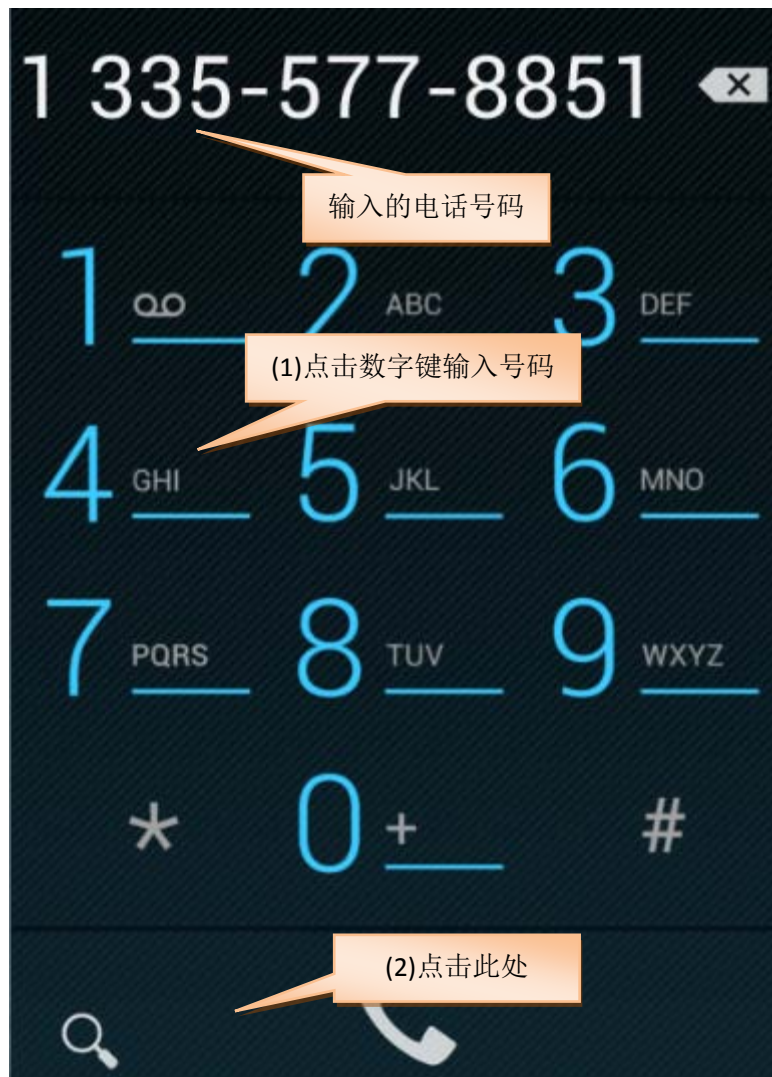 1 335-577-8851
输入的电话号码
1 2 ABC 3 DEF
(1)点击数字键输入号码
4 GHI 5 JKL 6 MNO
7 PQRS 8 TUV 9 WXYZ
* 0 + #
(2)点击此处